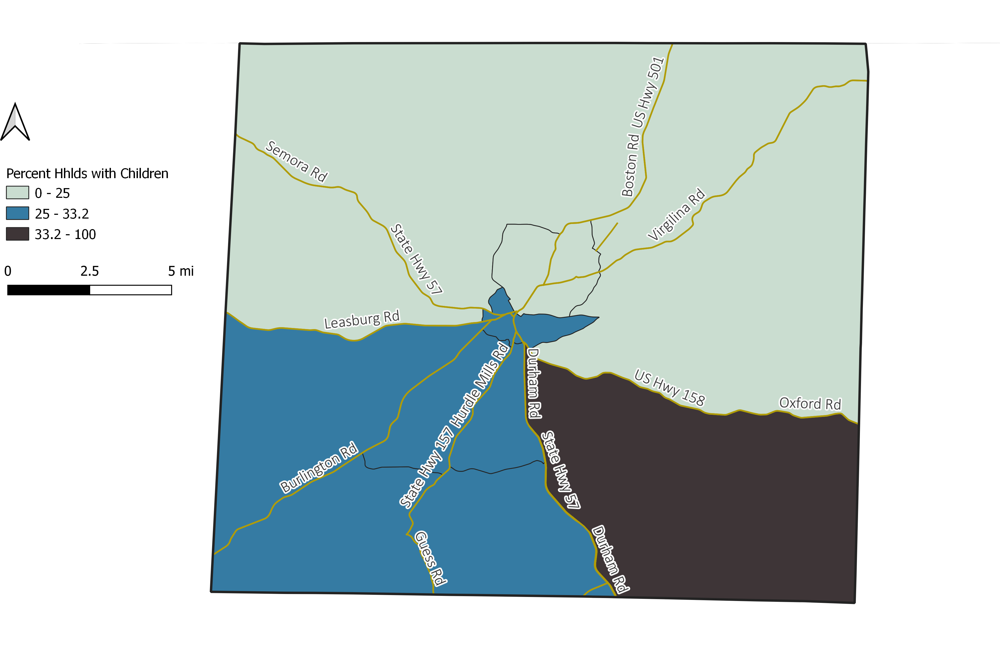 Boston Rd US Hwy 501
Semora Rd
Percent Hhlds with Children
0 - 25
25 - 33.2
33.2 - 100
Virgilina Rd
State Hwy 57
0 2.5 5 mi
Leasburg Rd
Durham Rd
US Hwy 158
Oxford Rd
State Hwy 157 Hurdle Mills Rd
Burlington Rd
State Hwy 57
Guess Rd
Durham Rd